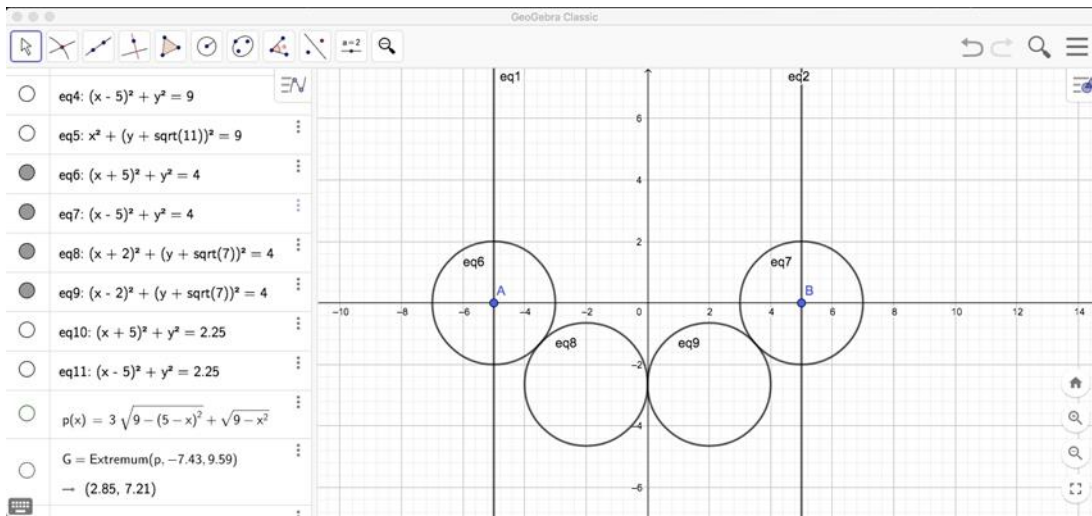 GeoGebra Classic
a=2
eq4: (x - 5)² + y² = 9
eq5: x² + (y + sqrt(11))² = 9
eq6: (x + 5)² + y² = 4
eq7: (x - 5)² + y² = 4
eq8: (x + 2)² + (y + sqrt(7))² = 4
eq9: (x - 2)² + (y + sqrt(7))² = 4
eq10: (x + 5)² + y² = 2.25
eq11: (x - 5)² + y² = 2.25
p(x) = 3 √(9 − (5 − x)²) + √(9 − x²)
G = Extremum(p, −7.43, 9.59)
→ (2.85, 7.21)
eq1
eq2
6
4
2
eq6
eq7
A
B
−10
−8
−6
−4
−2
0
2
4
6
8
10
12
14
eq8
eq9
−2
−4
−6